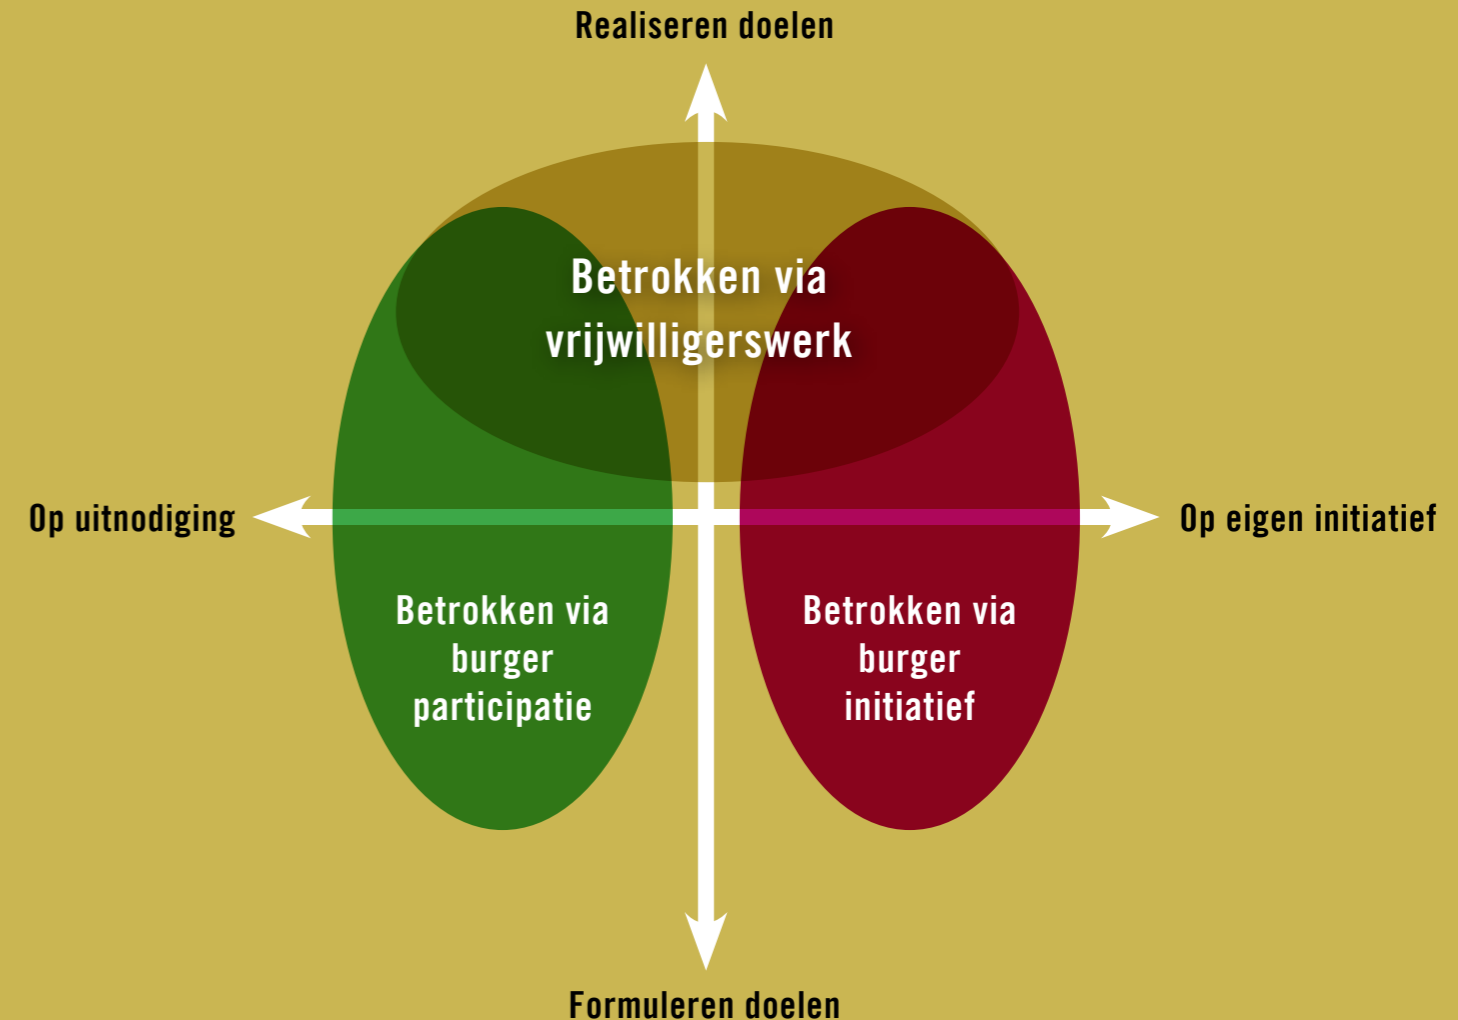 Realiseren doelen
Betrokken via
vrijwilligerswerk
Op uitnodiging
Op eigen initiatief
Betrokken via
burger
participatie
Betrokken via
burger
initiatief
Formuleren doelen